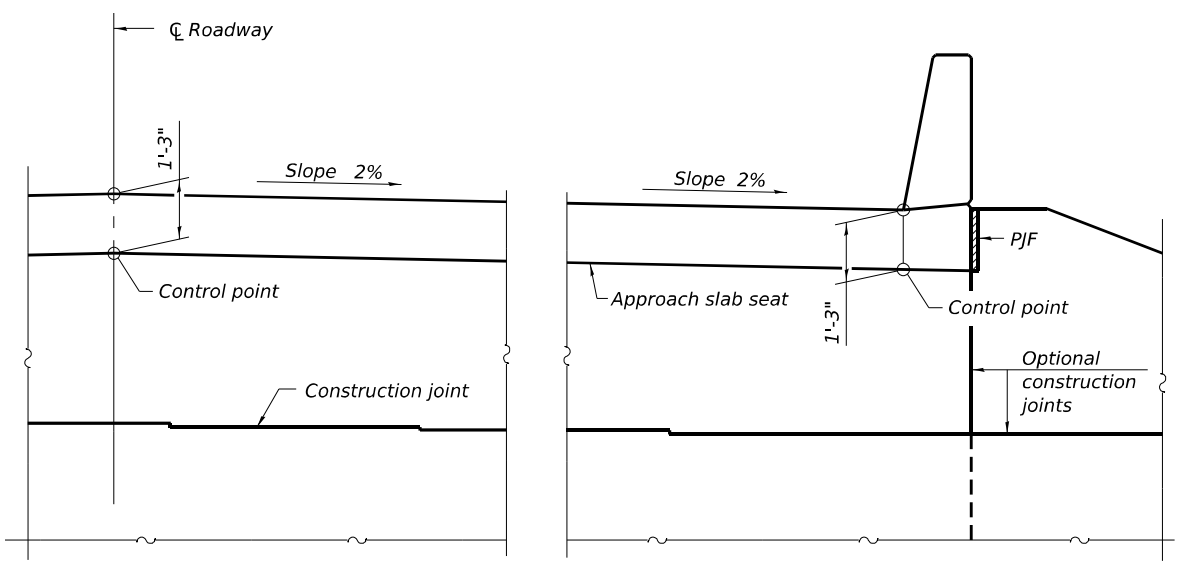 ℄ Roadway
1'-3"
Slope 2%
Control point
Construction joint
Slope 2%
PJF
Approach slab seat
1'-3"
Control point
Optional
construction
joints